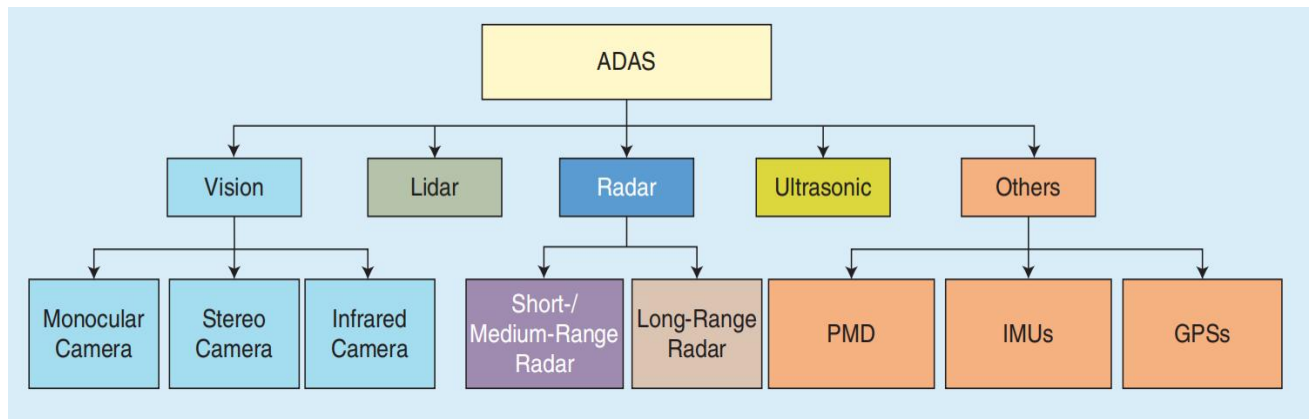 ADAS
Vision
Lidar
Radar
Ultrasonic
Others
Monocular
Camera
Stereo
Camera
Infrared
Camera
Short-/
Medium-Range
Radar
Long-Range
Radar
PMD
IMUs
GPSs